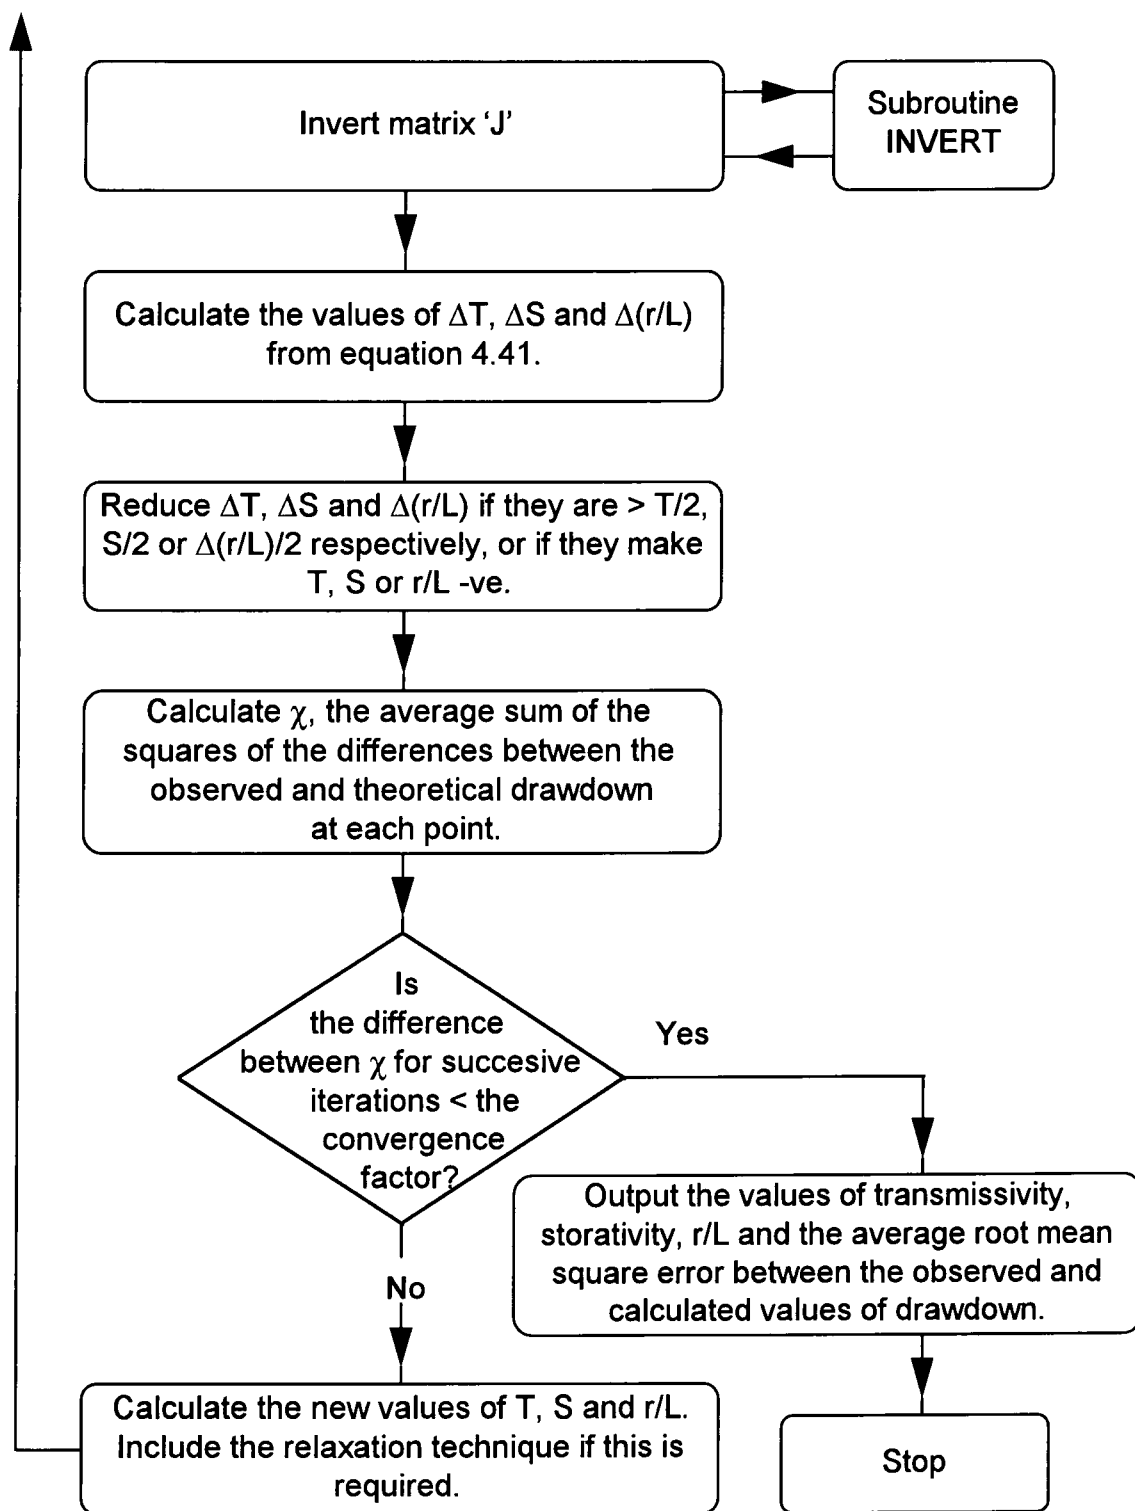 Invert matrix ‘J’
Subroutine
INVERT
Calculate the values of ΔT, ΔS and Δ(r/L)
from equation 4.41.
Reduce ΔT, ΔS and Δ(r/L) if they are > T/2,
S/2 or Δ(r/L)/2 respectively, or if they make
T, S or r/L -ve.
Calculate χ, the average sum of the
squares of the differences between the
observed and theoretical drawdown
at each point.
Is
the difference
between χ for succesive
iterations < the
convergence
factor?
Yes
No
Output the values of transmissivity,
storativity, r/L and the average root mean
square error between the observed and
calculated values of drawdown.
Calculate the new values of T, S and r/L.
Include the relaxation technique if this is
required.
Stop